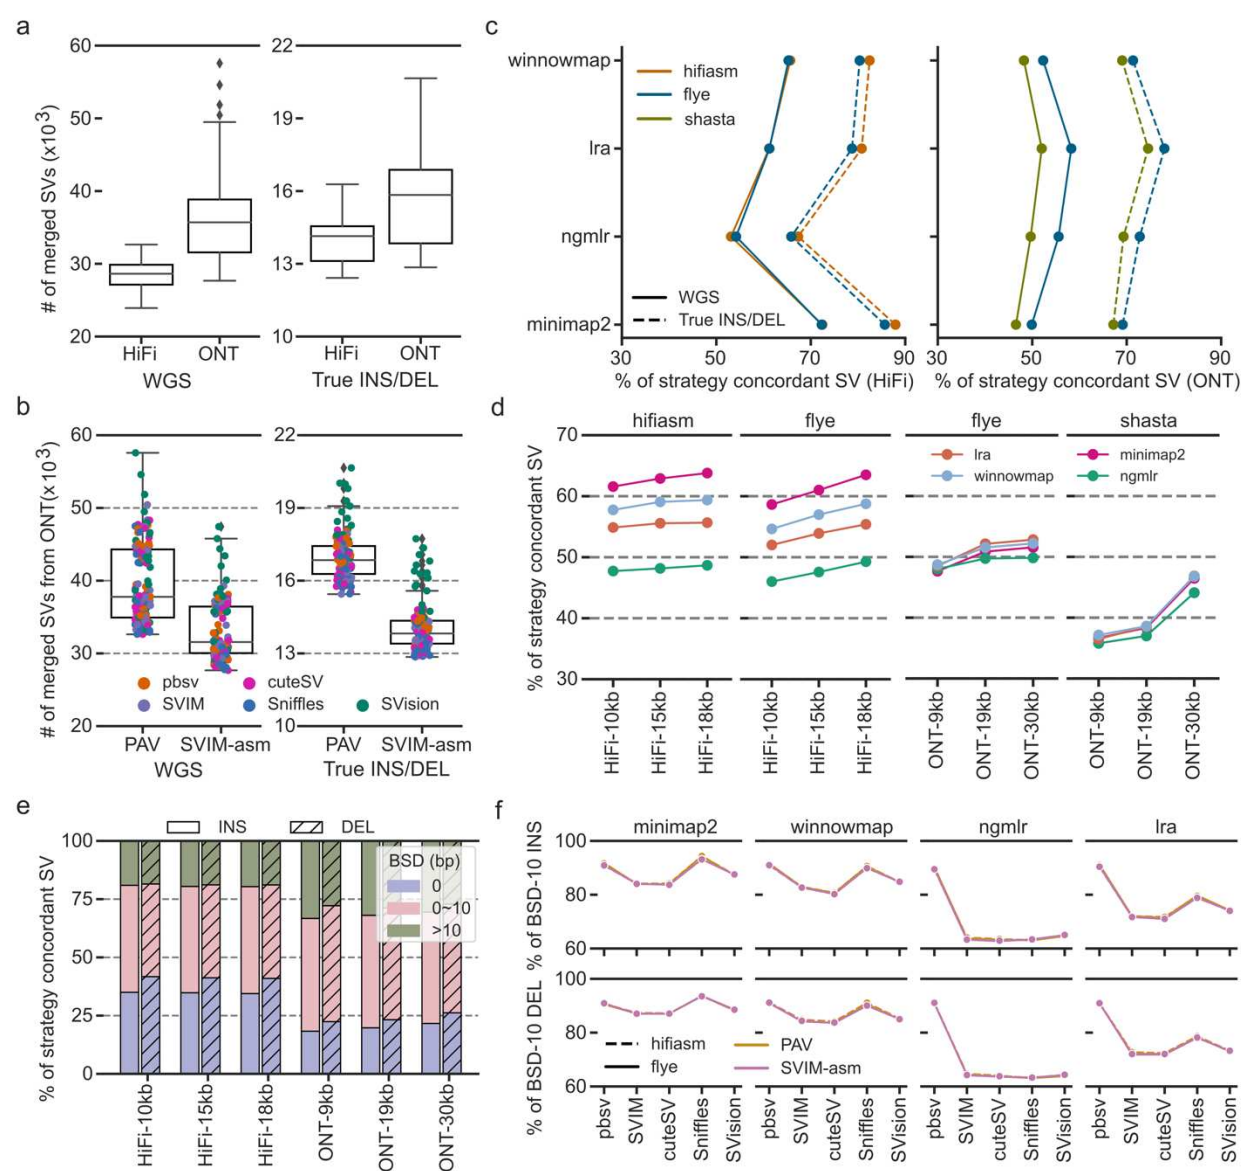 a
60
50
40
30
20
# of merged SVs (x10³)
22
19
16
13
10
HiFi
ONT
WGS
HiFi
ONT
True INS/DEL
b
60
50
40
30
20
# of merged SVs from ONT(x10³)
22
19
16
13
10
pbsv
cuteSV
SVIM
Sniffles
SVision
PAV
SVIM-asm
WGS
PAV
SVIM-asm
True INS/DEL
c
winnowmap
lra
ngmlr
minimap2
hifiasm
flye
shasta
WGS
True INS/DEL
30
50
70
90
% of strategy concordant SV (HiFi)
30
50
70
90
% of strategy concordant SV (ONT)
d
hifiasm
flye
flye
shasta
70
60
50
40
30
% of strategy concordant SV
lra
minimap2
winnowmap
ngmlr
HiFi-10kb
HiFi-15kb
HiFi-18kb
HiFi-10kb
HiFi-15kb
HiFi-18kb
ONT-9kb
ONT-19kb
ONT-30kb
ONT-9kb
ONT-19kb
ONT-30kb
e
INS
DEL
100
75
50
25
0
% of strategy concordant SV
BSD (bp)
0
0~10
>10
HiFi-10kb
HiFi-15kb
HiFi-18kb
ONT-9kb
ONT-19kb
ONT-30kb
f
minimap2
winnowmap
ngmlr
lra
100
80
60
% of BSD-10 INS
100
80
60
% of BSD-10 DEL
hifiasm
flye
PAV
SVIM-asm
pbsv
SVIM
cuteSV
Sniffles
SVision
pbsv
SVIM
cuteSV
Sniffles
SVision
pbsv
SVIM
cuteSV
Sniffles
SVision
pbsv
SVIM
cuteSV
Sniffles
SVision